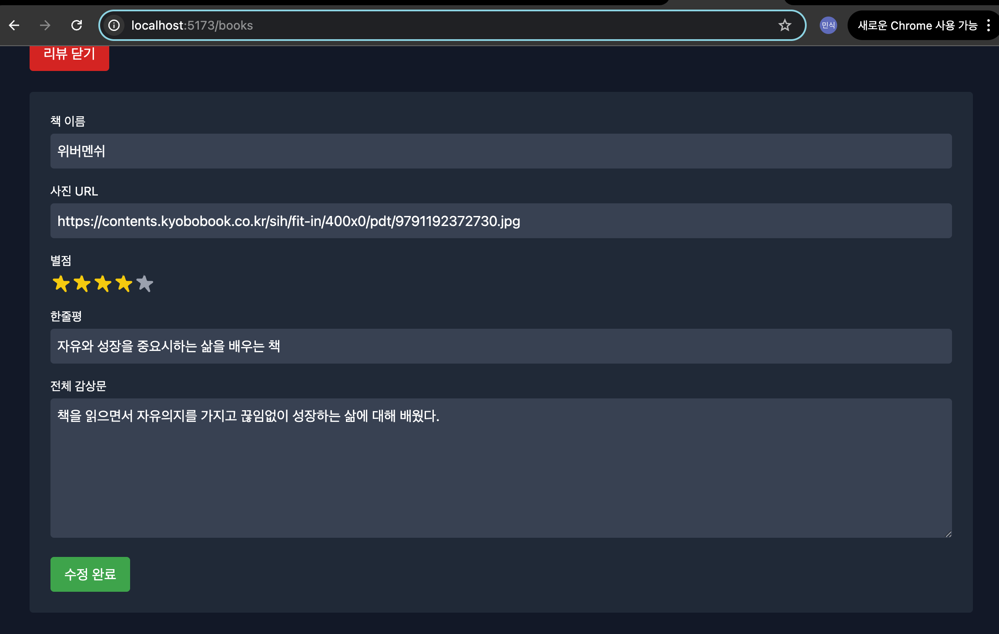 localhost:5173/books
민식
새로운 Chrome 사용 가능
리뷰 닫기
책 이름
위버멘쉬
사진 URL
https://contents.kyobobook.co.kr/sih/fit-in/400x0/pdt/9791192372730.jpg
별점
한줄평
자유와 성장을 중요시하는 삶을 배우는 책
전체 감상문
책을 읽으면서 자유의지를 가지고 끊임없이 성장하는 삶에 대해 배웠다.
수정 완료